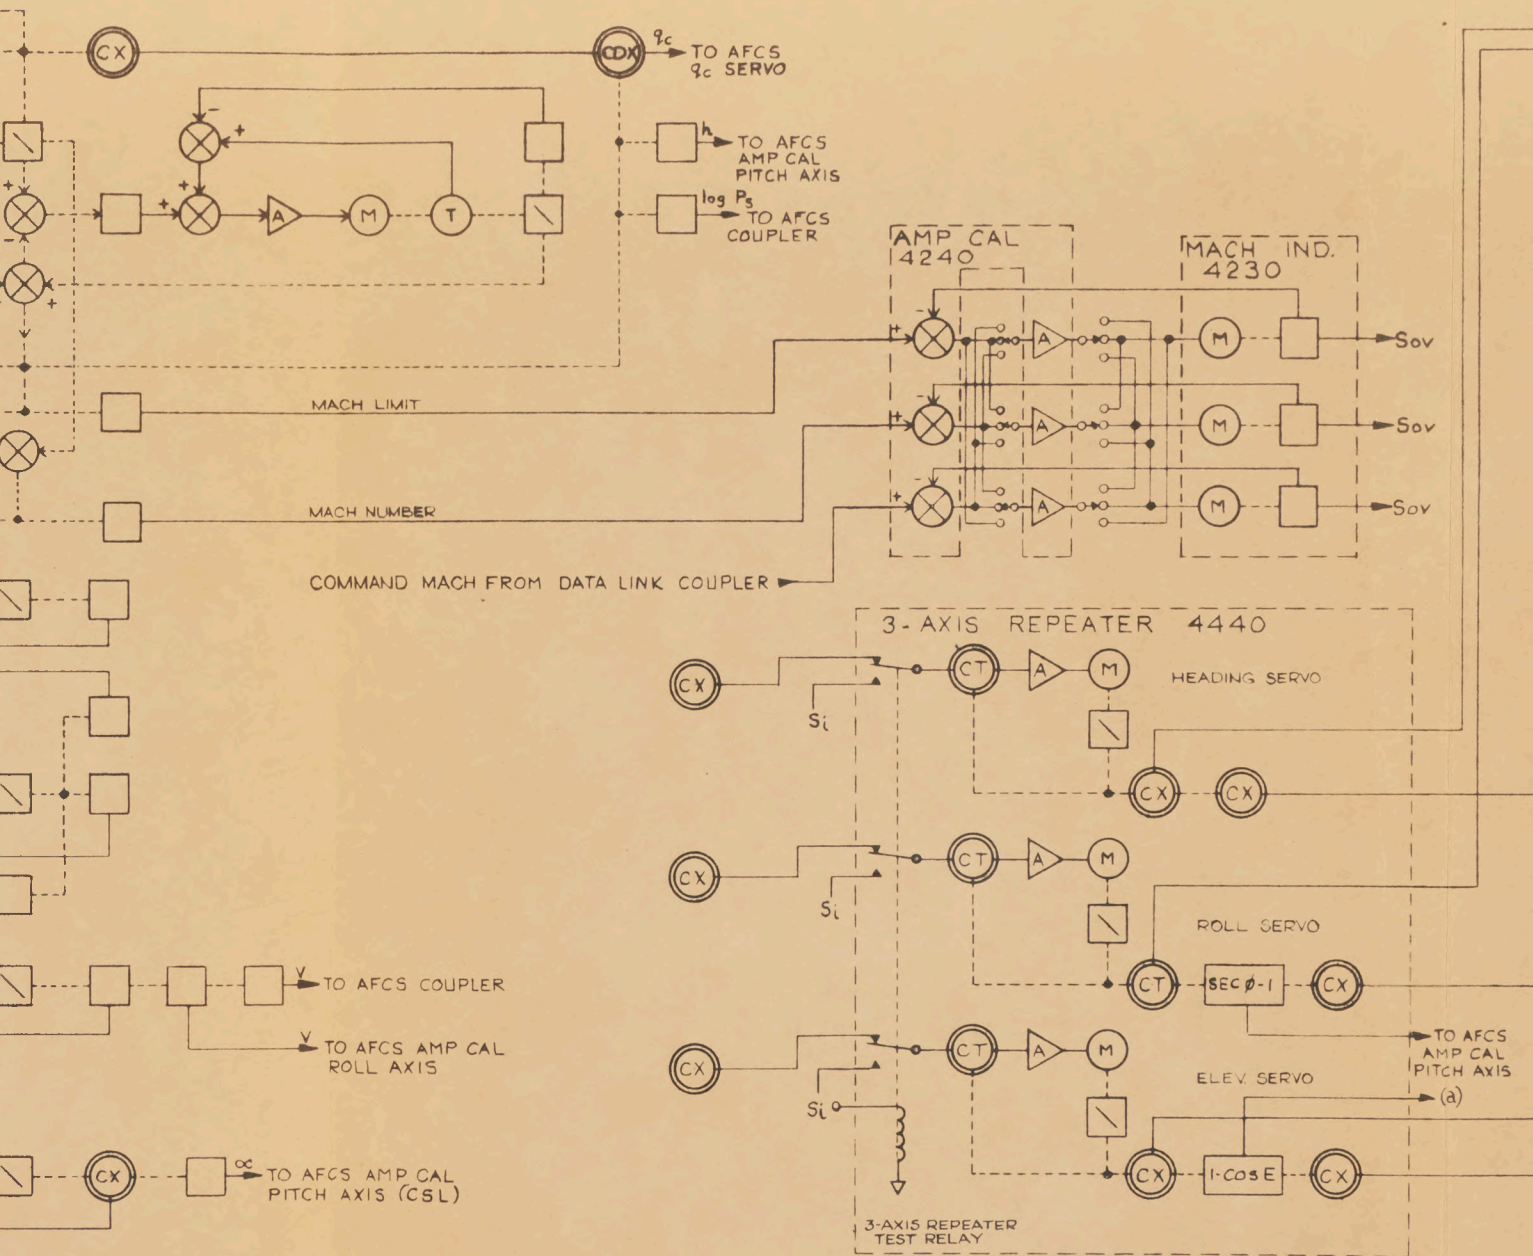 CX
CDX
qc
TO AFCS
qc SERVO
-
+
h
TO AFCS
AMP CAL
PITCH AXIS
+
+
+
A
M
T
log Ps
TO AFCS
COUPLER
-
+
AMP CAL
4240
MACH IND.
4230
-
+
A
M
Sov
MACH LIMIT
-
+
A
M
Sov
MACH NUMBER
-
+
A
M
Sov
COMMAND MACH FROM DATA LINK COUPLER
3-AXIS REPEATER 4440
CX
Si
CT
A
M
HEADING SERVO
CX
CX
CX
Si
CT
A
M
ROLL SERVO
CT
SEC ø-1
CX
V
TO AFCS COUPLER
V
TO AFCS AMP CAL
ROLL AXIS
CX
Si
CT
A
M
TO AFCS
AMP CAL
PITCH AXIS
ELEV. SERVO
(a)
CX
1-COS E
CX
CX
∝
TO AFCS AMP CAL
PITCH AXIS (CSL)
3-AXIS REPEATER
TEST RELAY